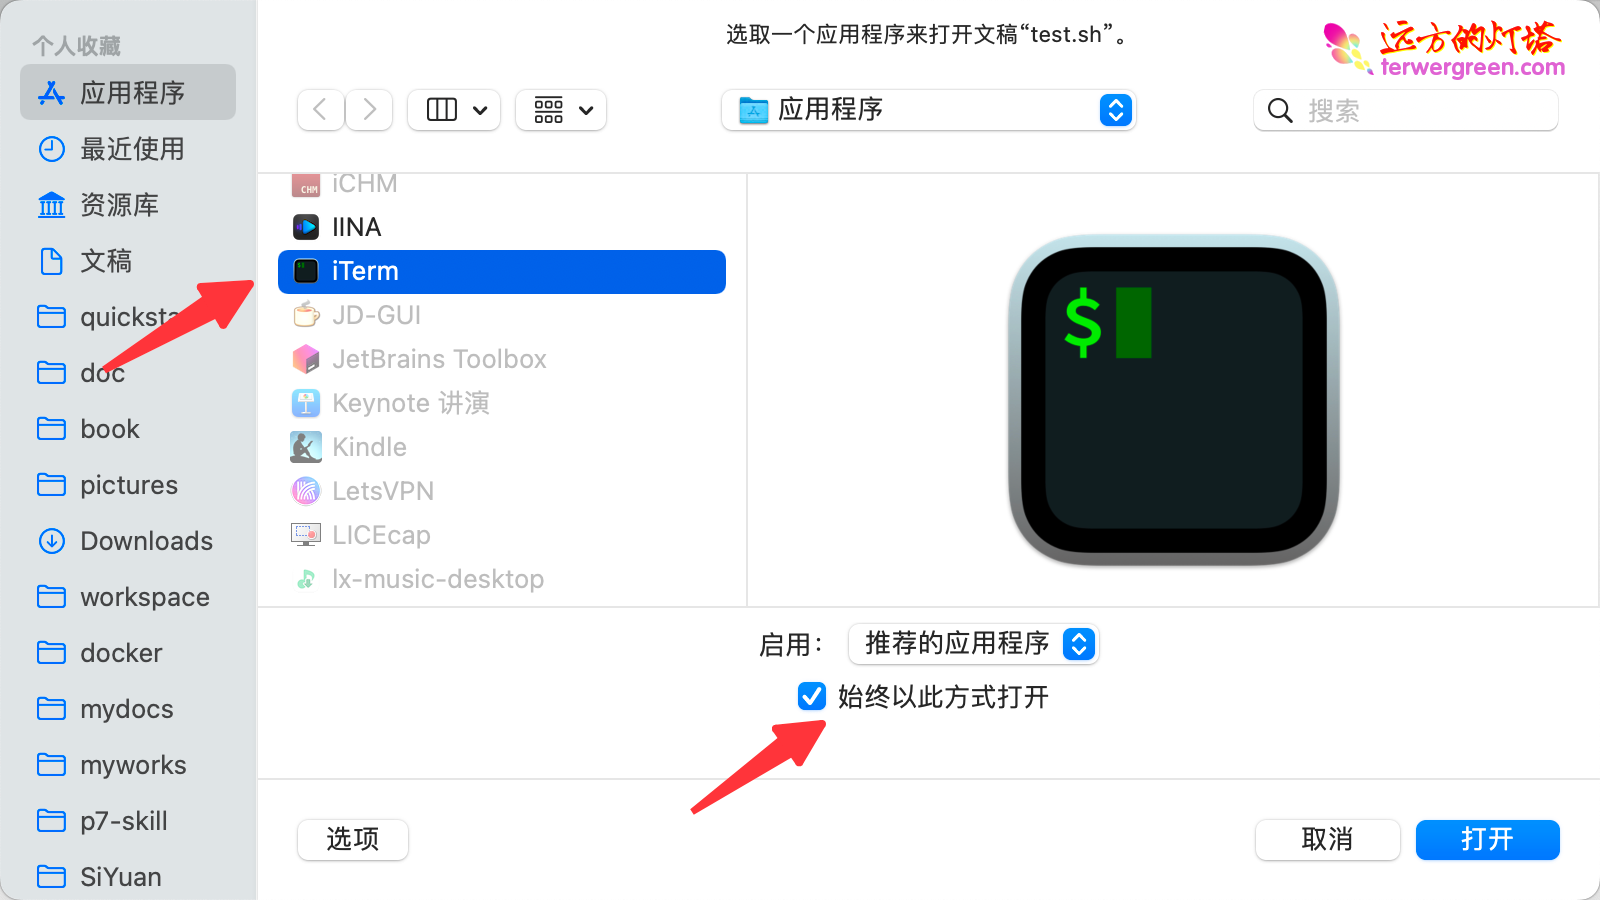 选取一个应用程序来打开文稿“test.sh”。
远方的灯塔
terwergreen.com
个人收藏
应用程序
最近使用
资源库
文稿
quicksta
doc
book
pictures
Downloads
workspace
docker
mydocs
myworks
p7-skill
SiYuan
应用程序
搜索
CHM iCHM
IINA
$ iTerm
JD-GUI
JetBrains Toolbox
Keynote 讲演
Kindle
LetsVPN
LICEcap
lx-music-desktop
$
启用： 推荐的应用程序
始终以此方式打开
选项
取消
打开